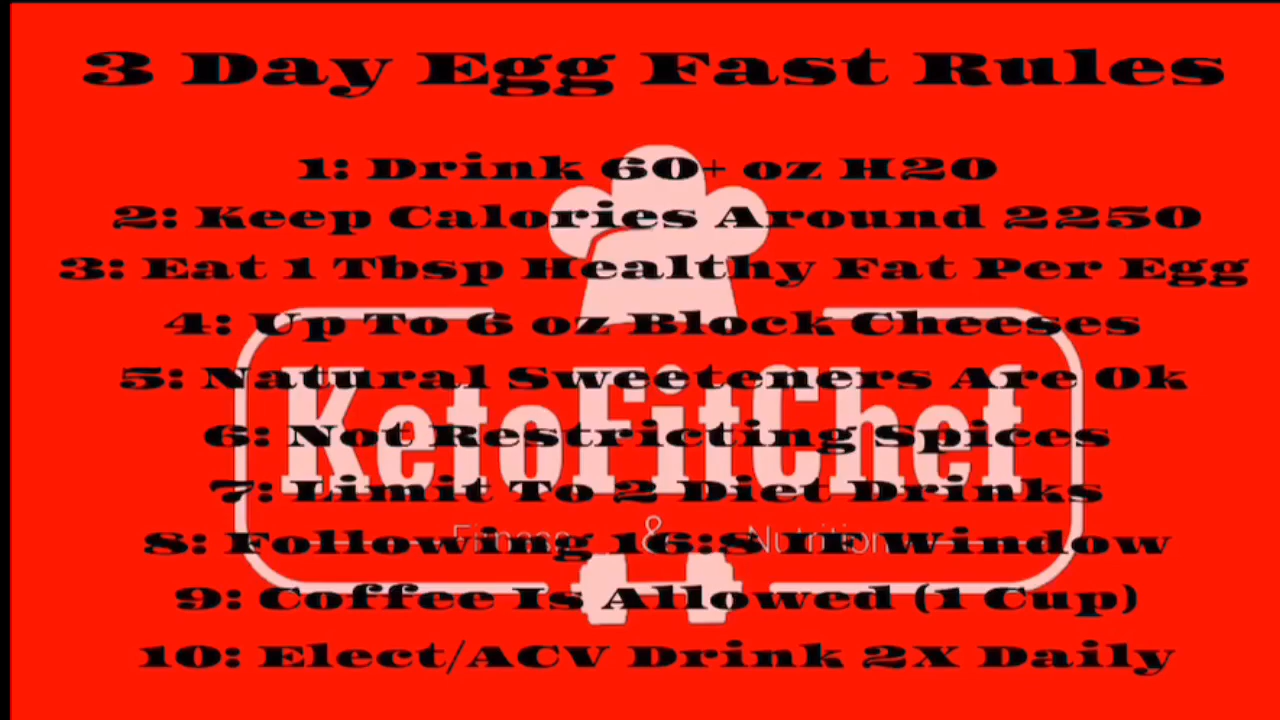 3 Day Egg Fast Rules
1: Drink 60+ oz H20
2: Keep Calories Around 2250
3: Eat 1 Tbsp Healthy Fat Per Egg
4: Up To 6 oz Block Cheeses
5: Natural Sweeteners Are Ok
KetoFitChef
6: Not Restricting Spices
7: Limit To 2 Diet Drinks
Fitness & Nutrition
8: Following 16:8 IF Window
9: Coffee Is Allowed (1 Cup)
10: Elect/ACV Drink 2X Daily